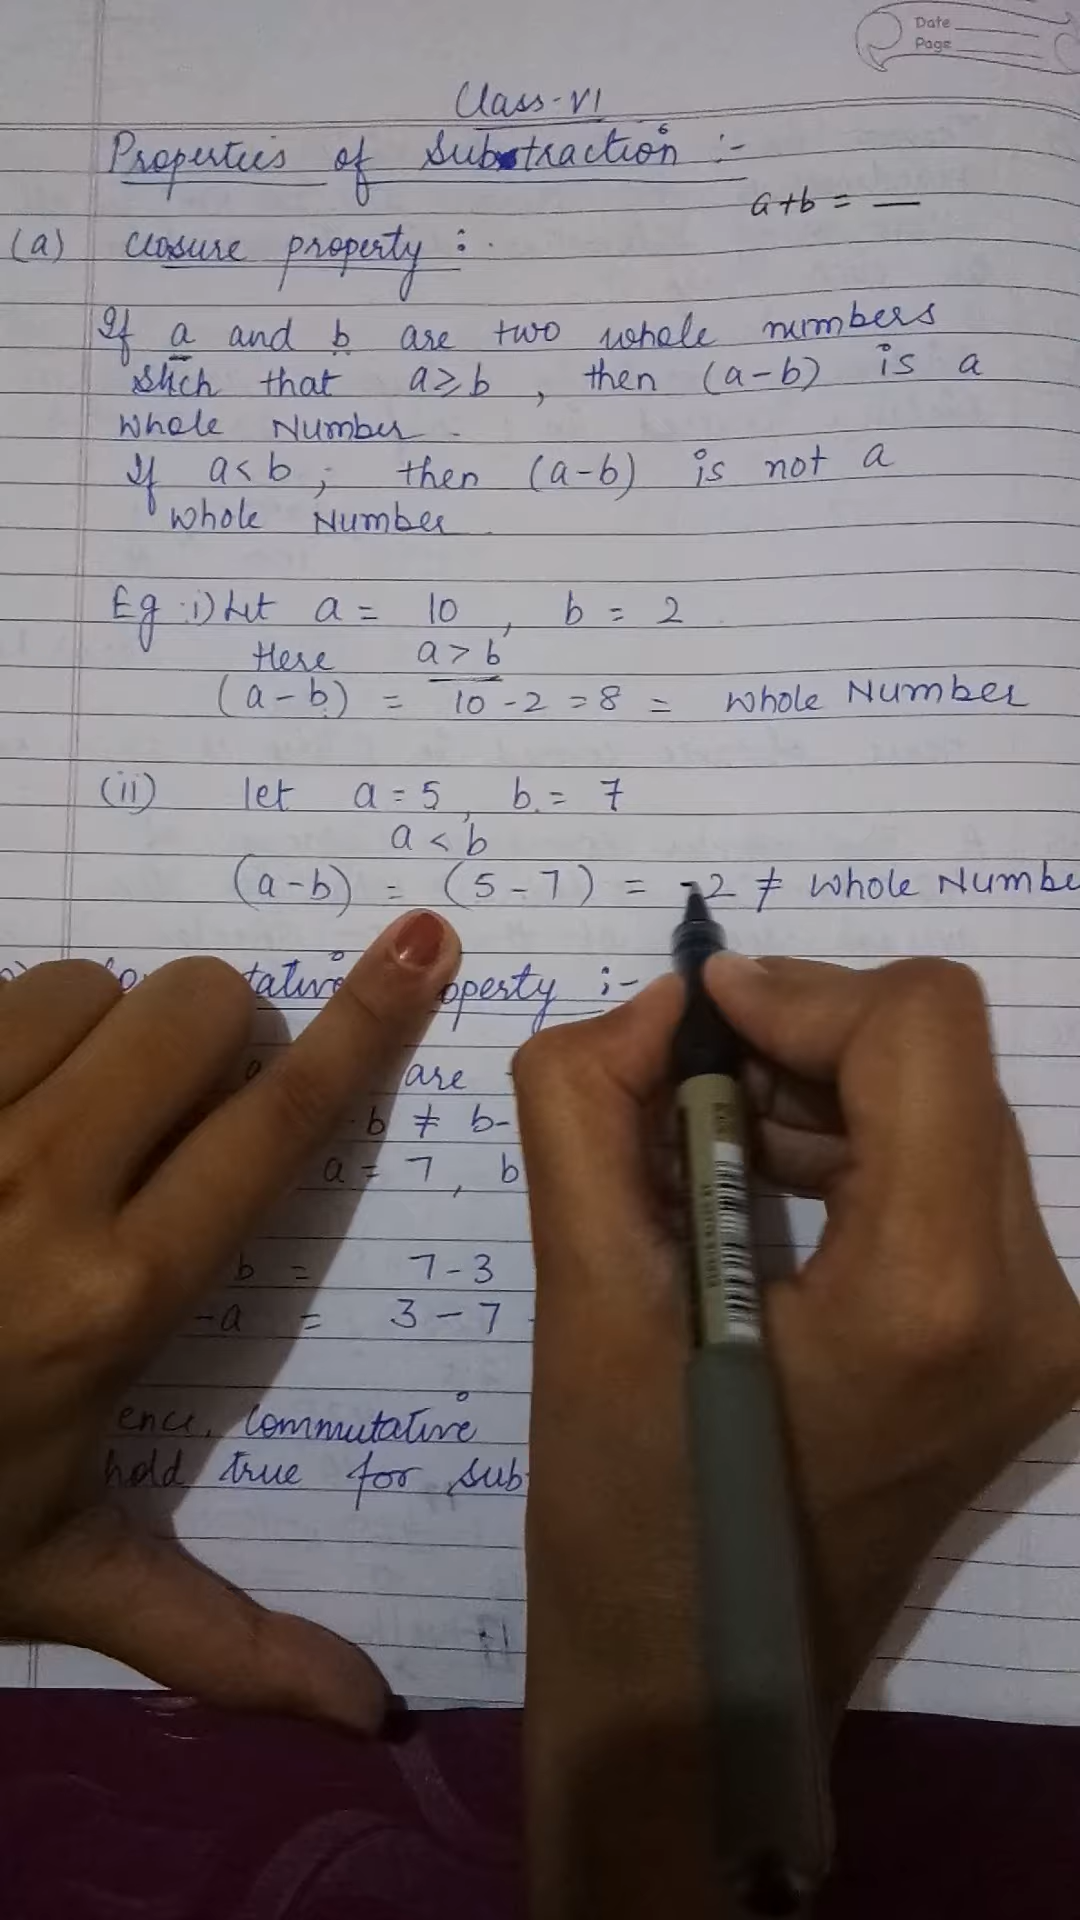 Date
Page
Class-VI
Properties of Substraction :-
a+b = —
(a) closure property :.
If a and b are two whole numbers
such that a≥b , then (a-b) is a
whole Number.
If a<b ; then (a-b) is not a
whole Number.
Eg i) Let a = 10 , b = 2
Here a > b
(a-b) = 10-2 =8 = whole Number
(ii) let a=5, b = 7
a < b
(a-b) = (5-7) = -2 ≠ whole Numbe
tative operty :-
are
b ≠ b-
a = 7 , b
b = 7-3
-a = 3-7
ence, Commutative
hold true for sub